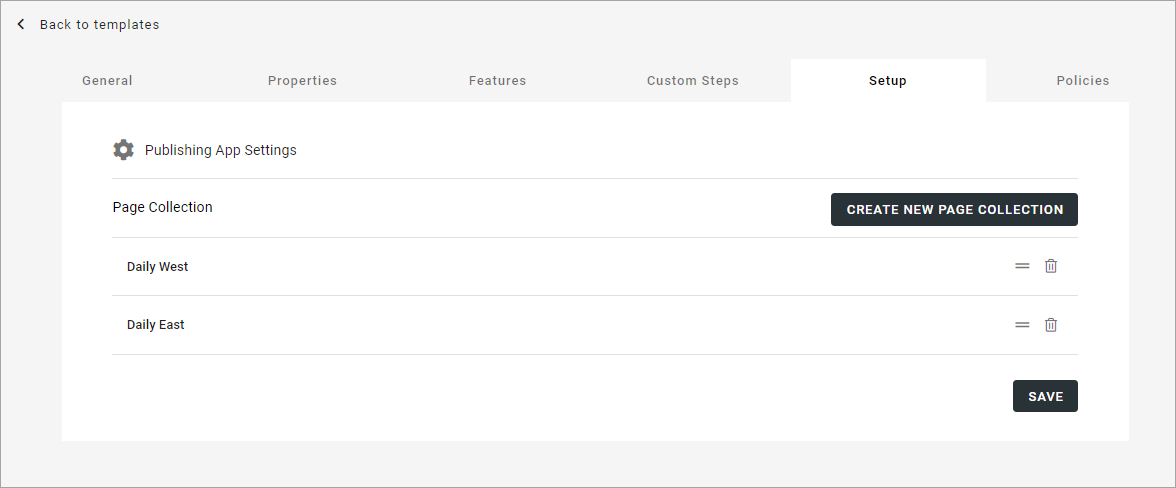 Back to templates
General Properties Features Custom Steps Setup Policies
Publishing App Settings
Page Collection CREATE NEW PAGE COLLECTION
Daily West
Daily East
SAVE